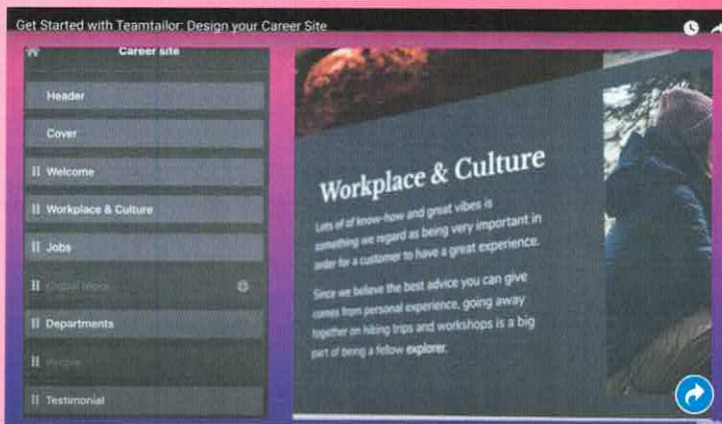 Get Started with Teamtailor: Design your Career Site
Career site
Header
Cover
Welcome
Workplace & Culture
Jobs
Global block
Departments
People
Testimonial
Workplace & Culture
Lots of of know-how and great vibes is
something we regard as being very important in
order for a customer to have a great experience.
Since we believe the best advice you can give
comes from personal experience, going away
together on hiking trips and workshops is a big
part of being a fellow explorer.